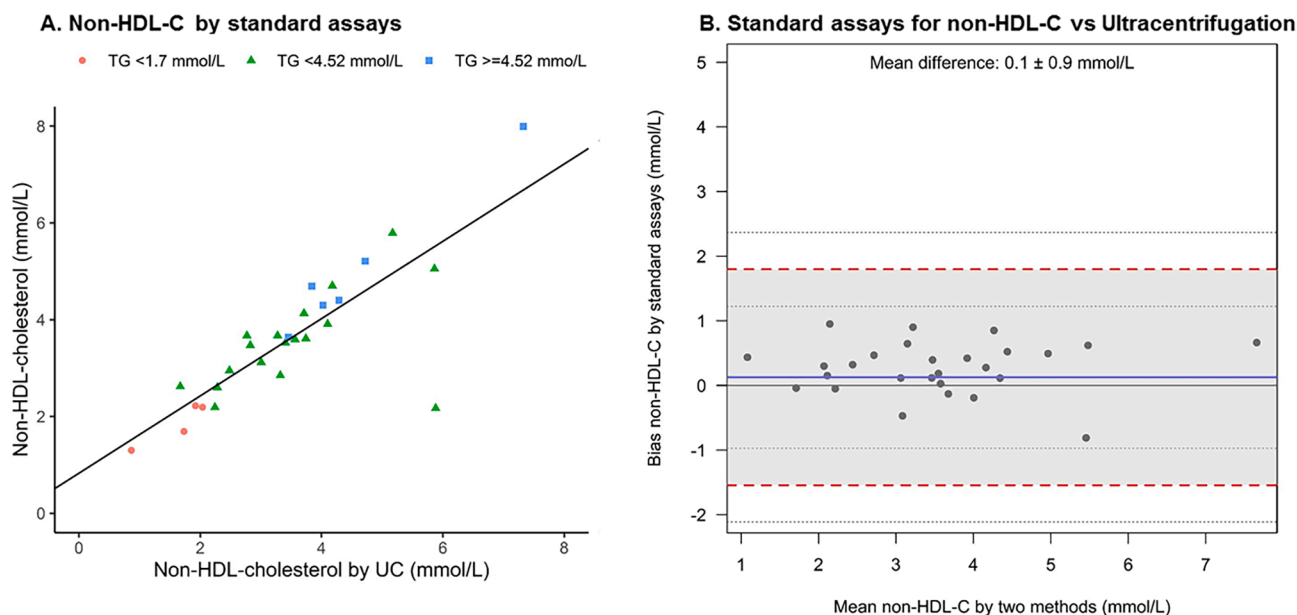 A. Non-HDL-C by standard assays
TG <1.7 mmol/L TG <4.52 mmol/L TG >=4.52 mmo/L
Non-HDL-cholesterol (mmol/L)
8
6
4
2
0
0 2 4 6 8
Non-HDL-cholesterol by UC (mmol/L)
B. Standard assays for non-HDL-C vs Ultracentrifugation
Mean difference: 0.1 ± 0.9 mmol/L
Bias non-HDL-C by standard assays (mmol/L)
5
4
3
2
1
0
-1
-2
1 2 3 4 5 6 7
Mean non-HDL-C by two methods (mmol/L)